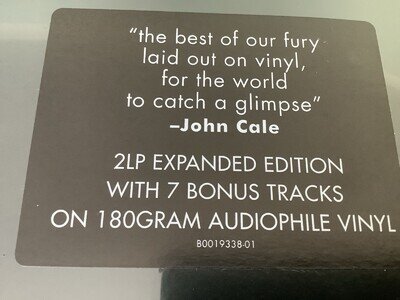 “the best of our fury
laid out on vinyl,
for the world
to catch a glimpse”
–John Cale
2LP EXPANDED EDITION
WITH 7 BONUS TRACKS
ON 180GRAM AUDIOPHILE VINYL
B0019338-01